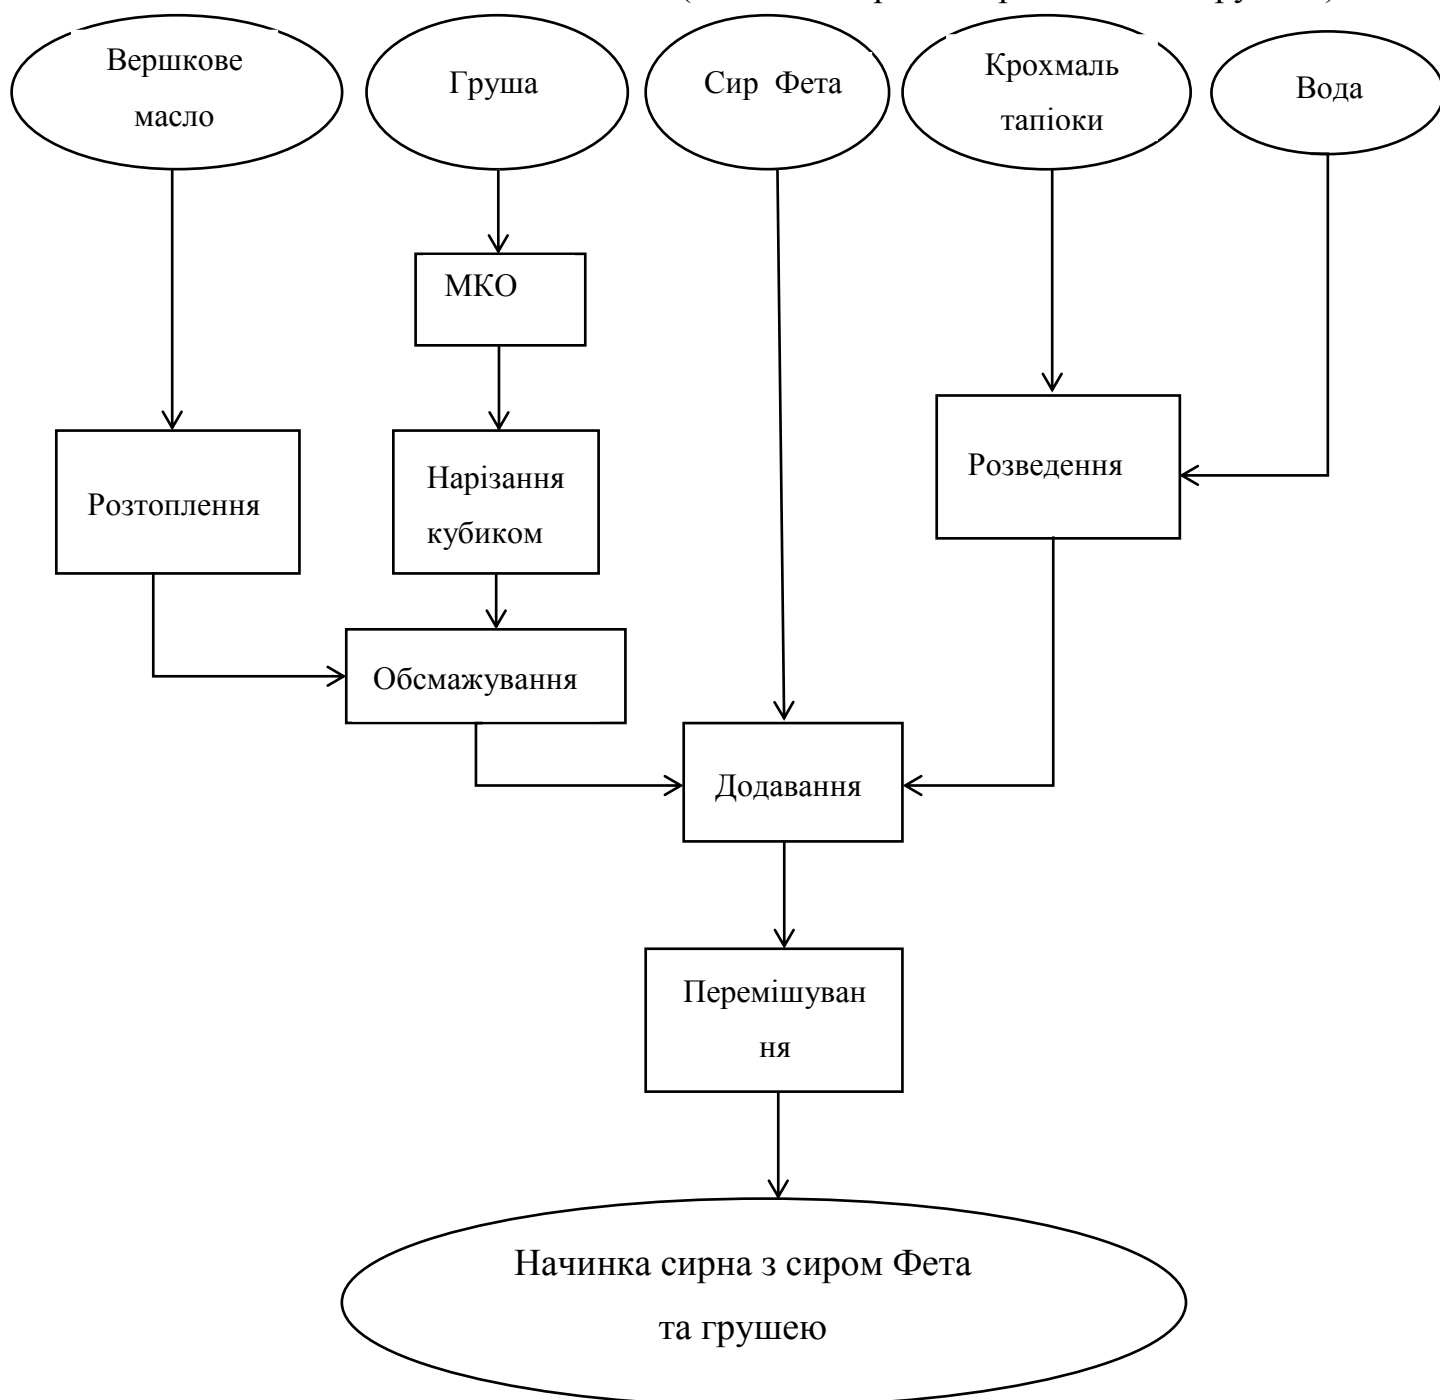 Вершкове
масло
Груша
Сир Фета
Крохмаль
тапіоки
Вода
МКО
Розтоплення
Нарізання
кубиком
Розведення
Обсмажування
Додавання
Перемішуван
ня
Начинка сирна з сиром Фета
та грушею